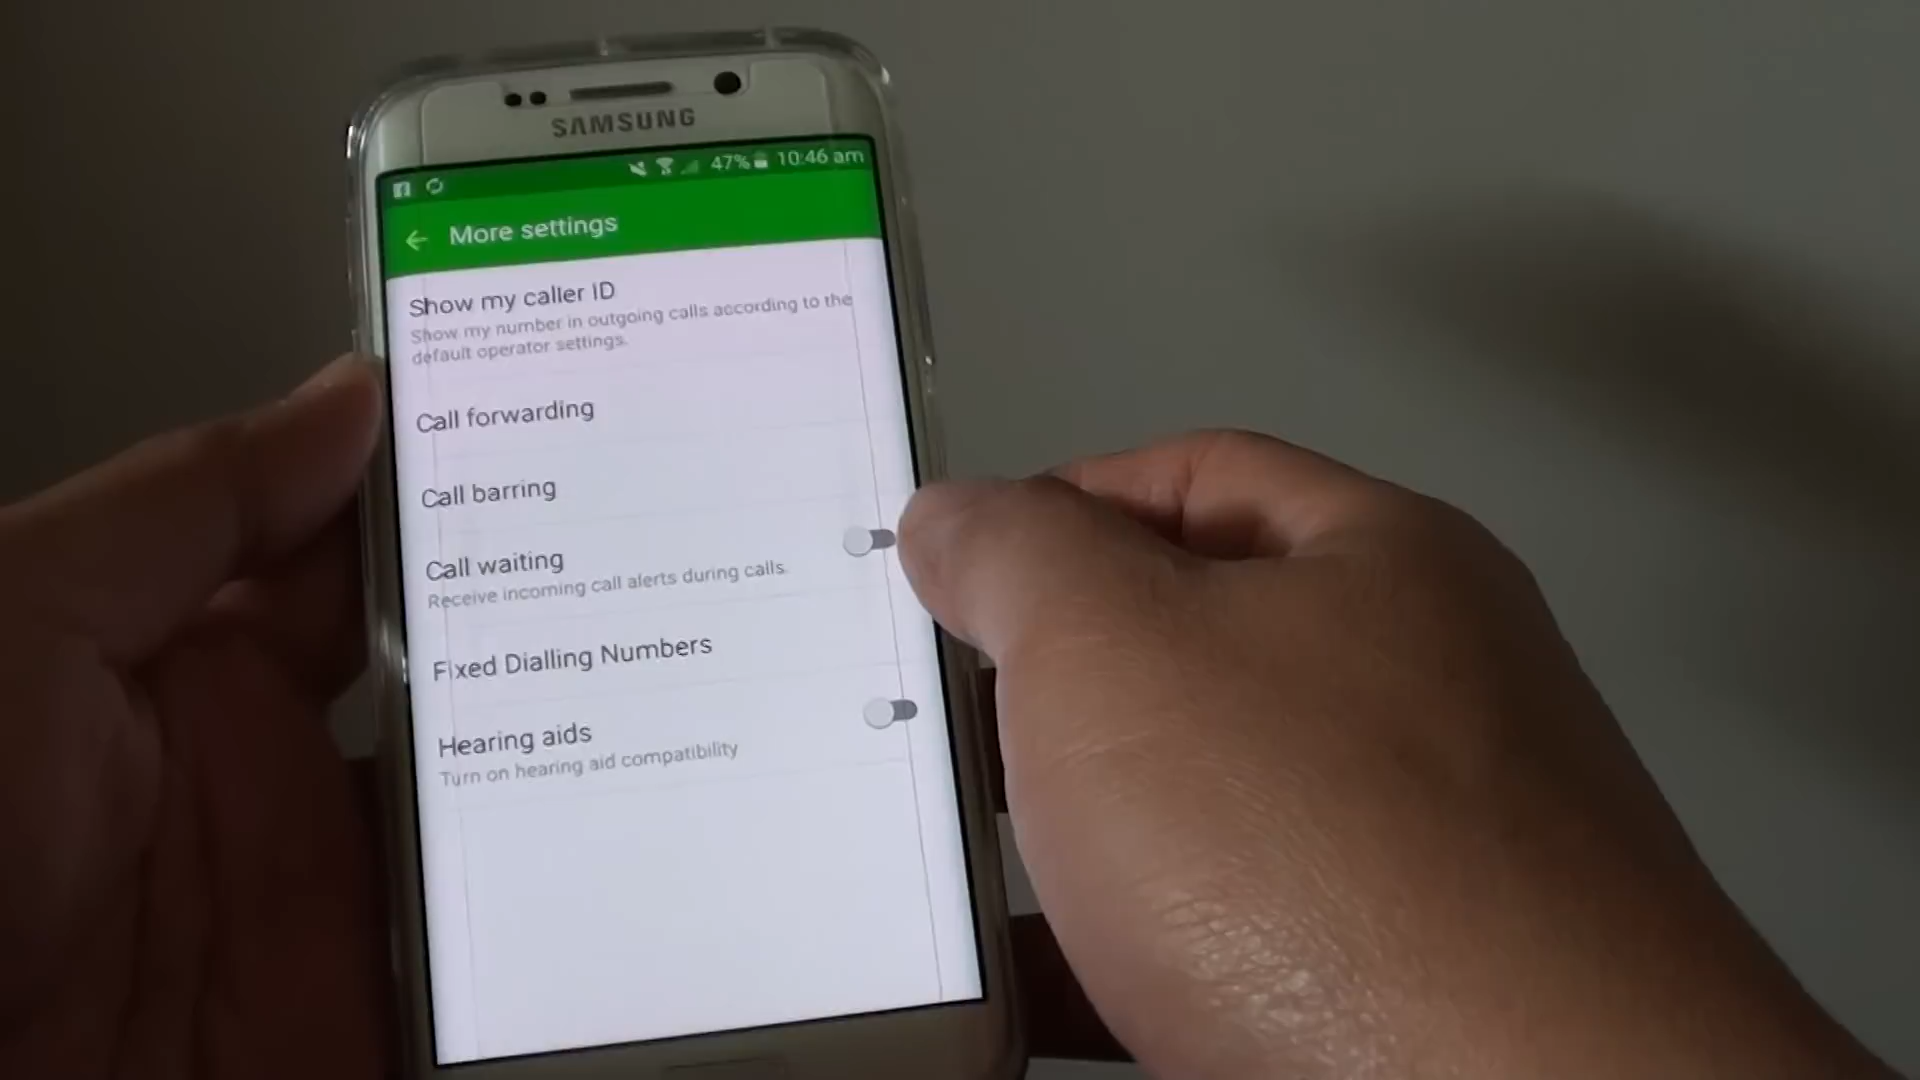 SAMSUNG
47% 10:46 am
More settings
Show my caller ID
Show my number in outgoing calls according to the
default operator settings.
Call forwarding
Call barring
Call waiting
Receive incoming call alerts during calls.
Fixed Dialling Numbers
Hearing aids
Turn on hearing aid compatibility